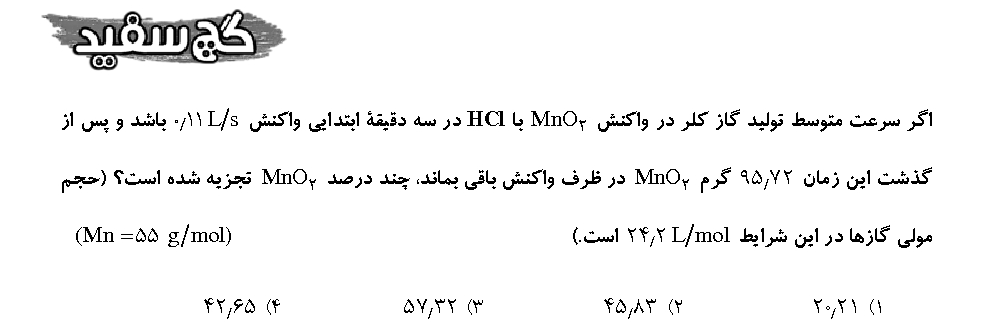 گچ سفید
اگر سرعت متوسط تولید گاز کلر در واکنش MnO₂ با HCl در سه دقیقهٔ ابتدایی واکنش ۰٫۱۱ L/s باشد و پس از
گذشت این زمان ۹۵٫۷۲ گرم MnO₂ در ظرف واکنش باقی بماند، چند درصد MnO₂ تجزیه شده است؟ (حجم
مولی گازها در این شرایط ۲۴٫۲ L/mol است.) (Mn =۵۵ g/mol)
۱) ۲۰٫۲۱ ۲) ۴۵٫۸۳ ۳) ۵۷٫۳۲ ۴) ۴۲٫۶۵